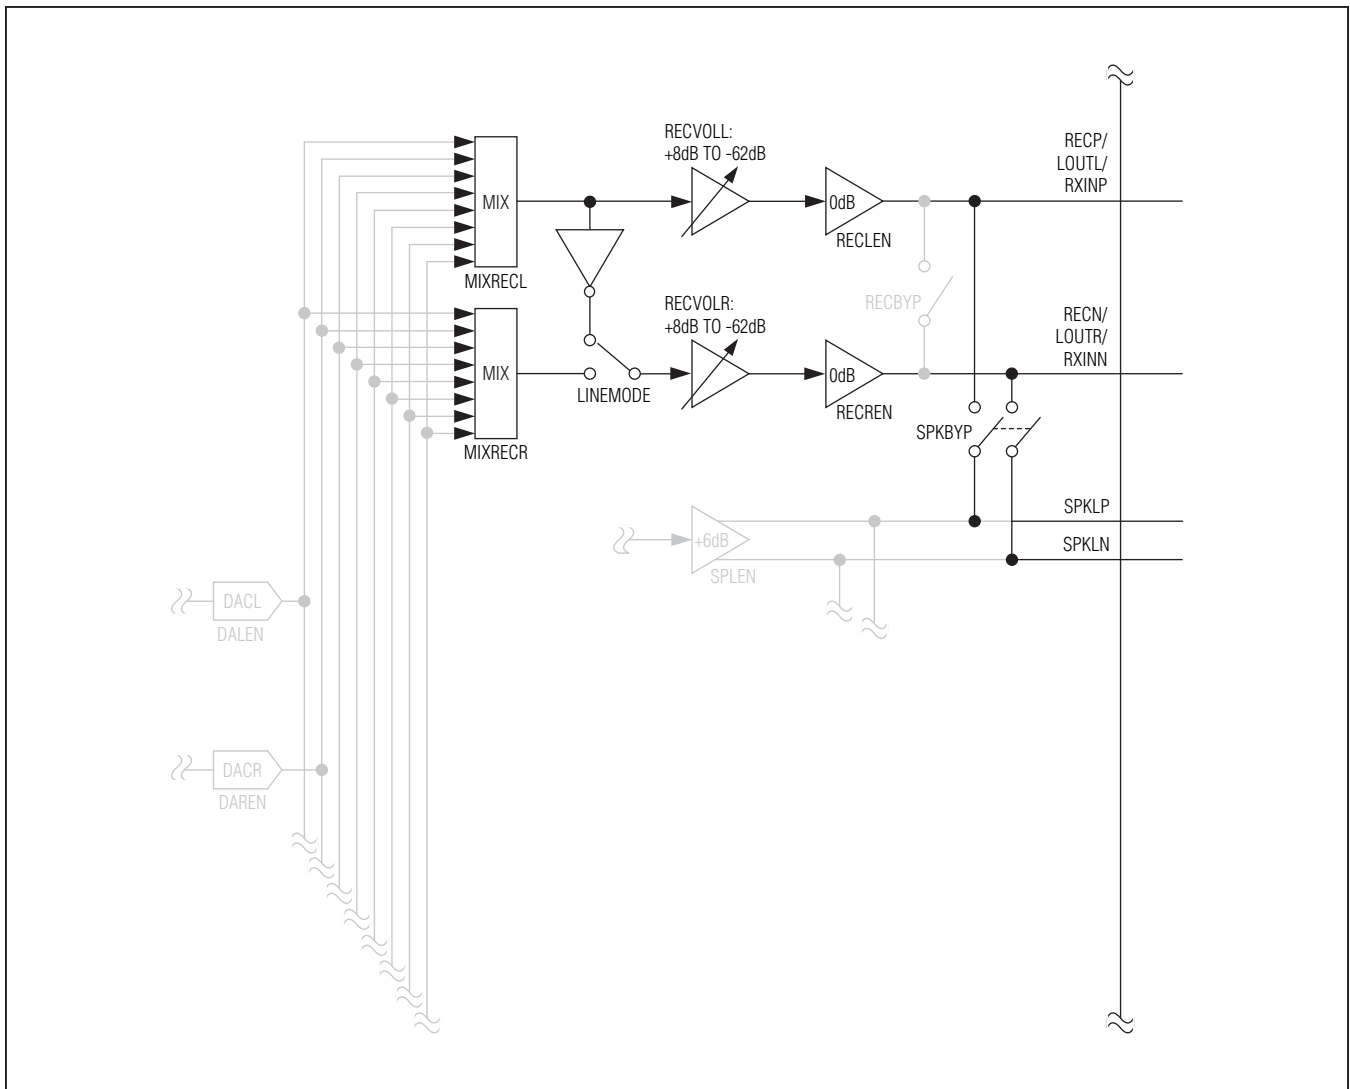 RECVOLL:
+8dB TO -62dB
RECP/
LOUTL/
RXINP
MIX
0dB
RECLEN
MIXRECL
RECBYP
RECVOLR:
+8dB TO -62dB
RECN/
LOUTR/
RXINN
MIX
0dB
LINEMODE
RECREN
SPKBYP
MIXRECR
SPKLP
+6dB
SPKLN
SPLEN
DACL
DALEN
DACR
DAREN